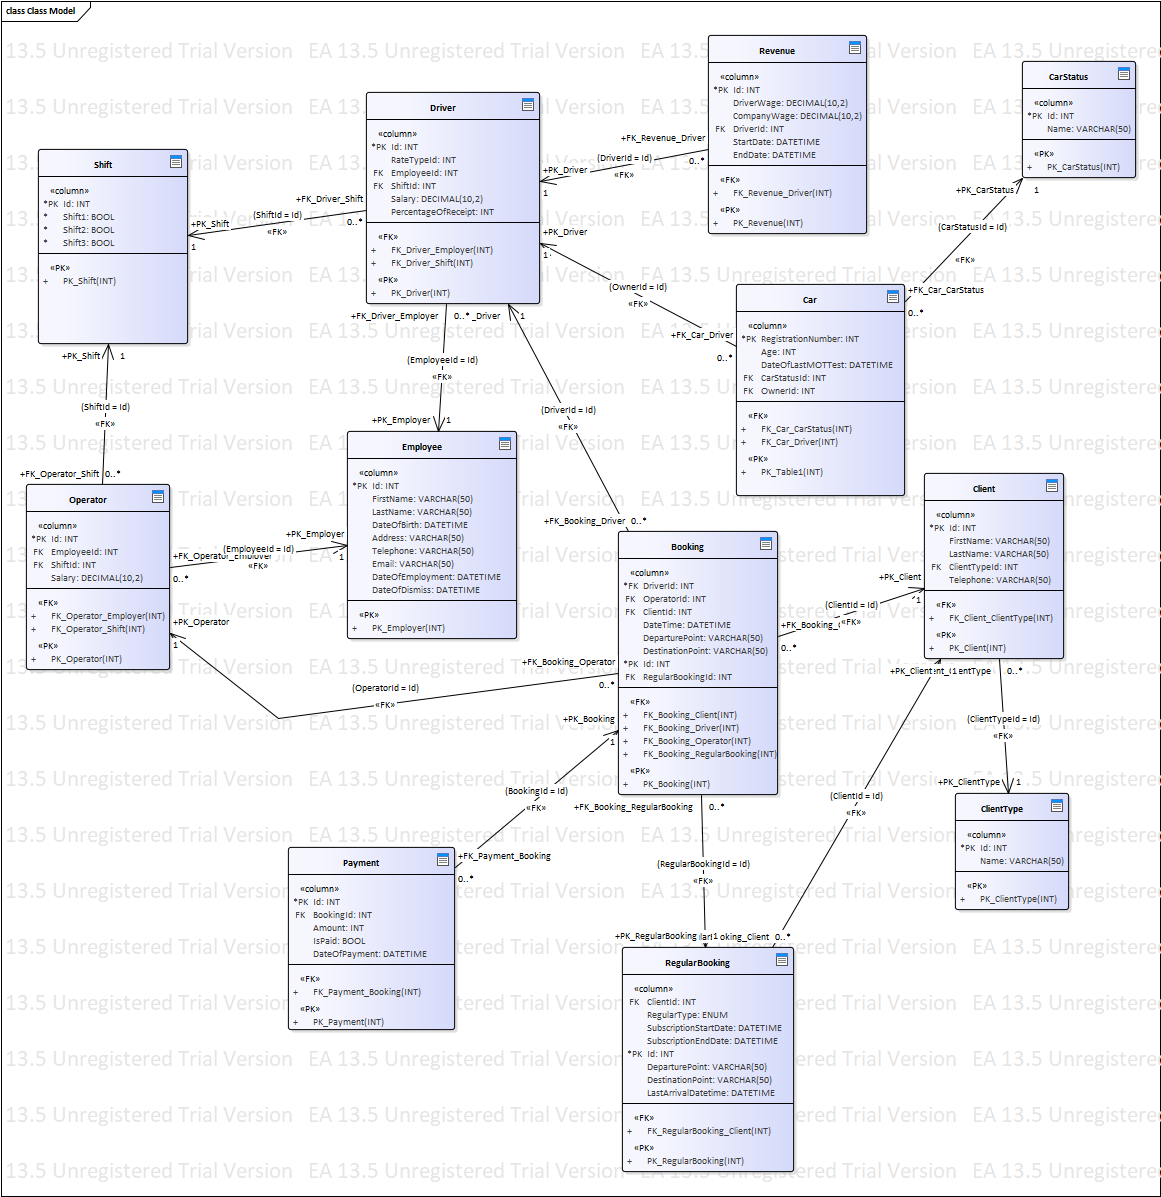 class Class Model
13.5 Unregistered Trial Version EA 13.5 Unregistered Trial Version EA 13.5 Unregistered Trial Version
Revenue
«column»
*PK Id: INT
DriverWage: DECIMAL(10,2)
CompanyWage: DECIMAL(10,2)
FK DriverId: INT
StartDate: DATETIME
EndDate: DATETIME
«FK»
+ FK_Revenue_Driver(INT)
«PK»
+ PK_Revenue(INT)
CarStatus
«column»
*PK Id: INT
Name: VARCHAR(50)
«PK»
+ PK_CarStatus(INT)
Driver
«column»
*PK Id: INT
RateTypeId: INT
FK EmployeeId: INT
FK ShiftId: INT
Salary: DECIMAL(10,2)
PercentageOfReceipt: INT
«FK»
+ FK_Driver_Employer(INT)
+ FK_Driver_Shift(INT)
«PK»
+ PK_Driver(INT)
Shift
«column»
*PK Id: INT
* Shift1: BOOL
* Shift2: BOOL
* Shift3: BOOL
«PK»
+ PK_Shift(INT)
+FK_Revenue_Driver
(DriverId = Id)
0..*
«FK»
+PK_Driver
1
+FK_Driver_Shift
(ShiftId = Id)
0..*
«FK»
+PK_Shift
1
+PK_Driver
1
(OwnerId = Id)
«FK»
+FK_Car_Driver
0..*
+PK_CarStatus
1
(CarStatusId = Id)
«FK»
+FK_Car_CarStatus
0..*
Car
«column»
*PK RegistrationNumber: INT
Age: INT
DateOfLastMOTTest: DATETIME
FK CarStatusId: INT
FK OwnerId: INT
«FK»
+ FK_Car_CarStatus(INT)
+ FK_Car_Driver(INT)
«PK»
+ PK_Table1(INT)
+FK_Driver_Employer 0..*
_Driver 1
(EmployeeId = Id)
«FK»
+PK_Employer 1
+PK_Shift 1
(ShiftId = Id)
«FK»
+FK_Operator_Shift 0..*
(DriverId = Id)
«FK»
+FK_Booking_Driver 0..*
Employee
«column»
*PK Id: INT
FirstName: VARCHAR(50)
LastName: VARCHAR(50)
DateOfBirth: DATETIME
Address: VARCHAR(50)
Telephone: VARCHAR(50)
Email: VARCHAR(50)
DateOfEmployment: DATETIME
DateOfDismiss: DATETIME
«PK»
+ PK_Employer(INT)
Operator
«column»
*PK Id: INT
FK EmployeeId: INT
FK ShiftId: INT
Salary: DECIMAL(10,2)
«FK»
+ FK_Operator_Employer(INT)
+ FK_Operator_Shift(INT)
«PK»
+ PK_Operator(INT)
+PK_Employer
1
(EmployeeId = Id)
+FK_Operator_Employer
«FK»
0..*
+PK_Operator
1
Client
«column»
*PK Id: INT
FirstName: VARCHAR(50)
LastName: VARCHAR(50)
FK ClientTypeId: INT
Telephone: VARCHAR(50)
«FK»
+ FK_Client_ClientType(INT)
«PK»
+ PK_Client(INT)
Booking
«column»
*FK DriverId: INT
FK OperatorId: INT
FK ClientId: INT
DateTime: DATETIME
DeparturePoint: VARCHAR(50)
DestinationPoint: VARCHAR(50)
*PK Id: INT
FK RegularBookingId: INT
«FK»
+ FK_Booking_Client(INT)
+ FK_Booking_Driver(INT)
+ FK_Booking_Operator(INT)
+ FK_Booking_RegularBooking(INT)
«PK»
+ PK_Booking(INT)
+PK_Client
1
(ClientId = Id)
«FK»
+FK_Booking_
0..*
+FK_Booking_Operator
0..*
(OperatorId = Id)
«FK»
+PK_Client
1
ClientType
0..*
(ClientTypeId = Id)
«FK»
+PK_ClientType 1
+PK_Booking
1
(BookingId = Id)
«FK»
+FK_Payment_Booking
0..*
+FK_Booking_RegularBooking 0..*
(RegularBookingId = Id)
«FK»
+PK_RegularBooking
1
(ClientId = Id)
«FK»
oking_Client 0..*
ClientType
«column»
*PK Id: INT
Name: VARCHAR(50)
«PK»
+ PK_ClientType(INT)
Payment
«column»
*PK Id: INT
FK BookingId: INT
Amount: INT
IsPaid: BOOL
DateOfPayment: DATETIME
«FK»
+ FK_Payment_Booking(INT)
«PK»
+ PK_Payment(INT)
RegularBooking
«column»
FK ClientId: INT
RegularType: ENUM
SubscriptionStartDate: DATETIME
SubscriptionEndDate: DATETIME
*PK Id: INT
DeparturePoint: VARCHAR(50)
DestinationPoint: VARCHAR(50)
LastArrivalDatetime: DATETIME
«FK»
+ FK_RegularBooking_Client(INT)
«PK»
+ PK_RegularBooking(INT)